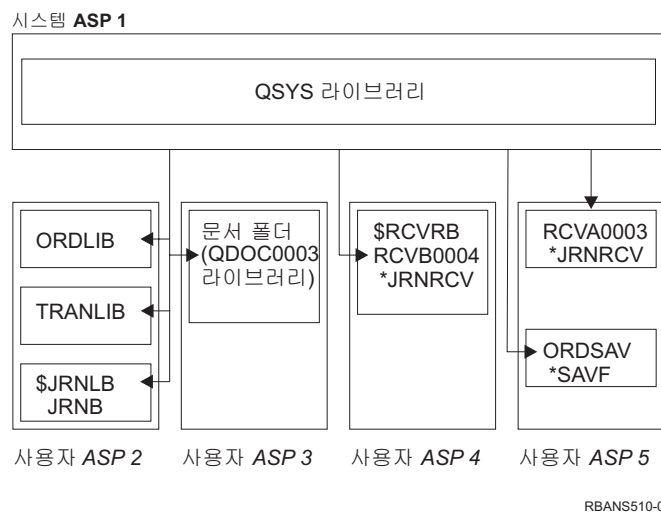 시스템 ASP 1
QSYS 라이브러리
ORDLIB
TRANLIB
$JRNLB
JRNB
문서 폴더
(QDOC0003
라이브러리)
$RCVRB
RCVB0004
*JRNRCV
RCVA0003
*JRNRCV
ORDSAV
*SAVF
사용자 ASP 2
사용자 ASP 3
사용자 ASP 4
사용자 ASP 5